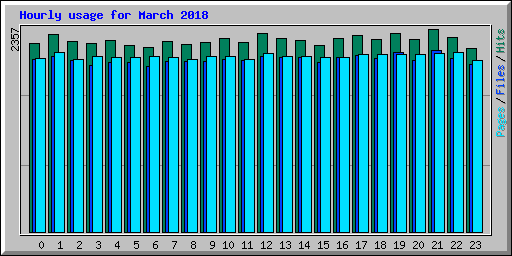 Hourly usage for March 2018
2357
Pages / Files / Hits
0 1 2 3 4 5 6 7 8 9 10 11 12 13 14 15 16 17 18 19 20 21 22 23